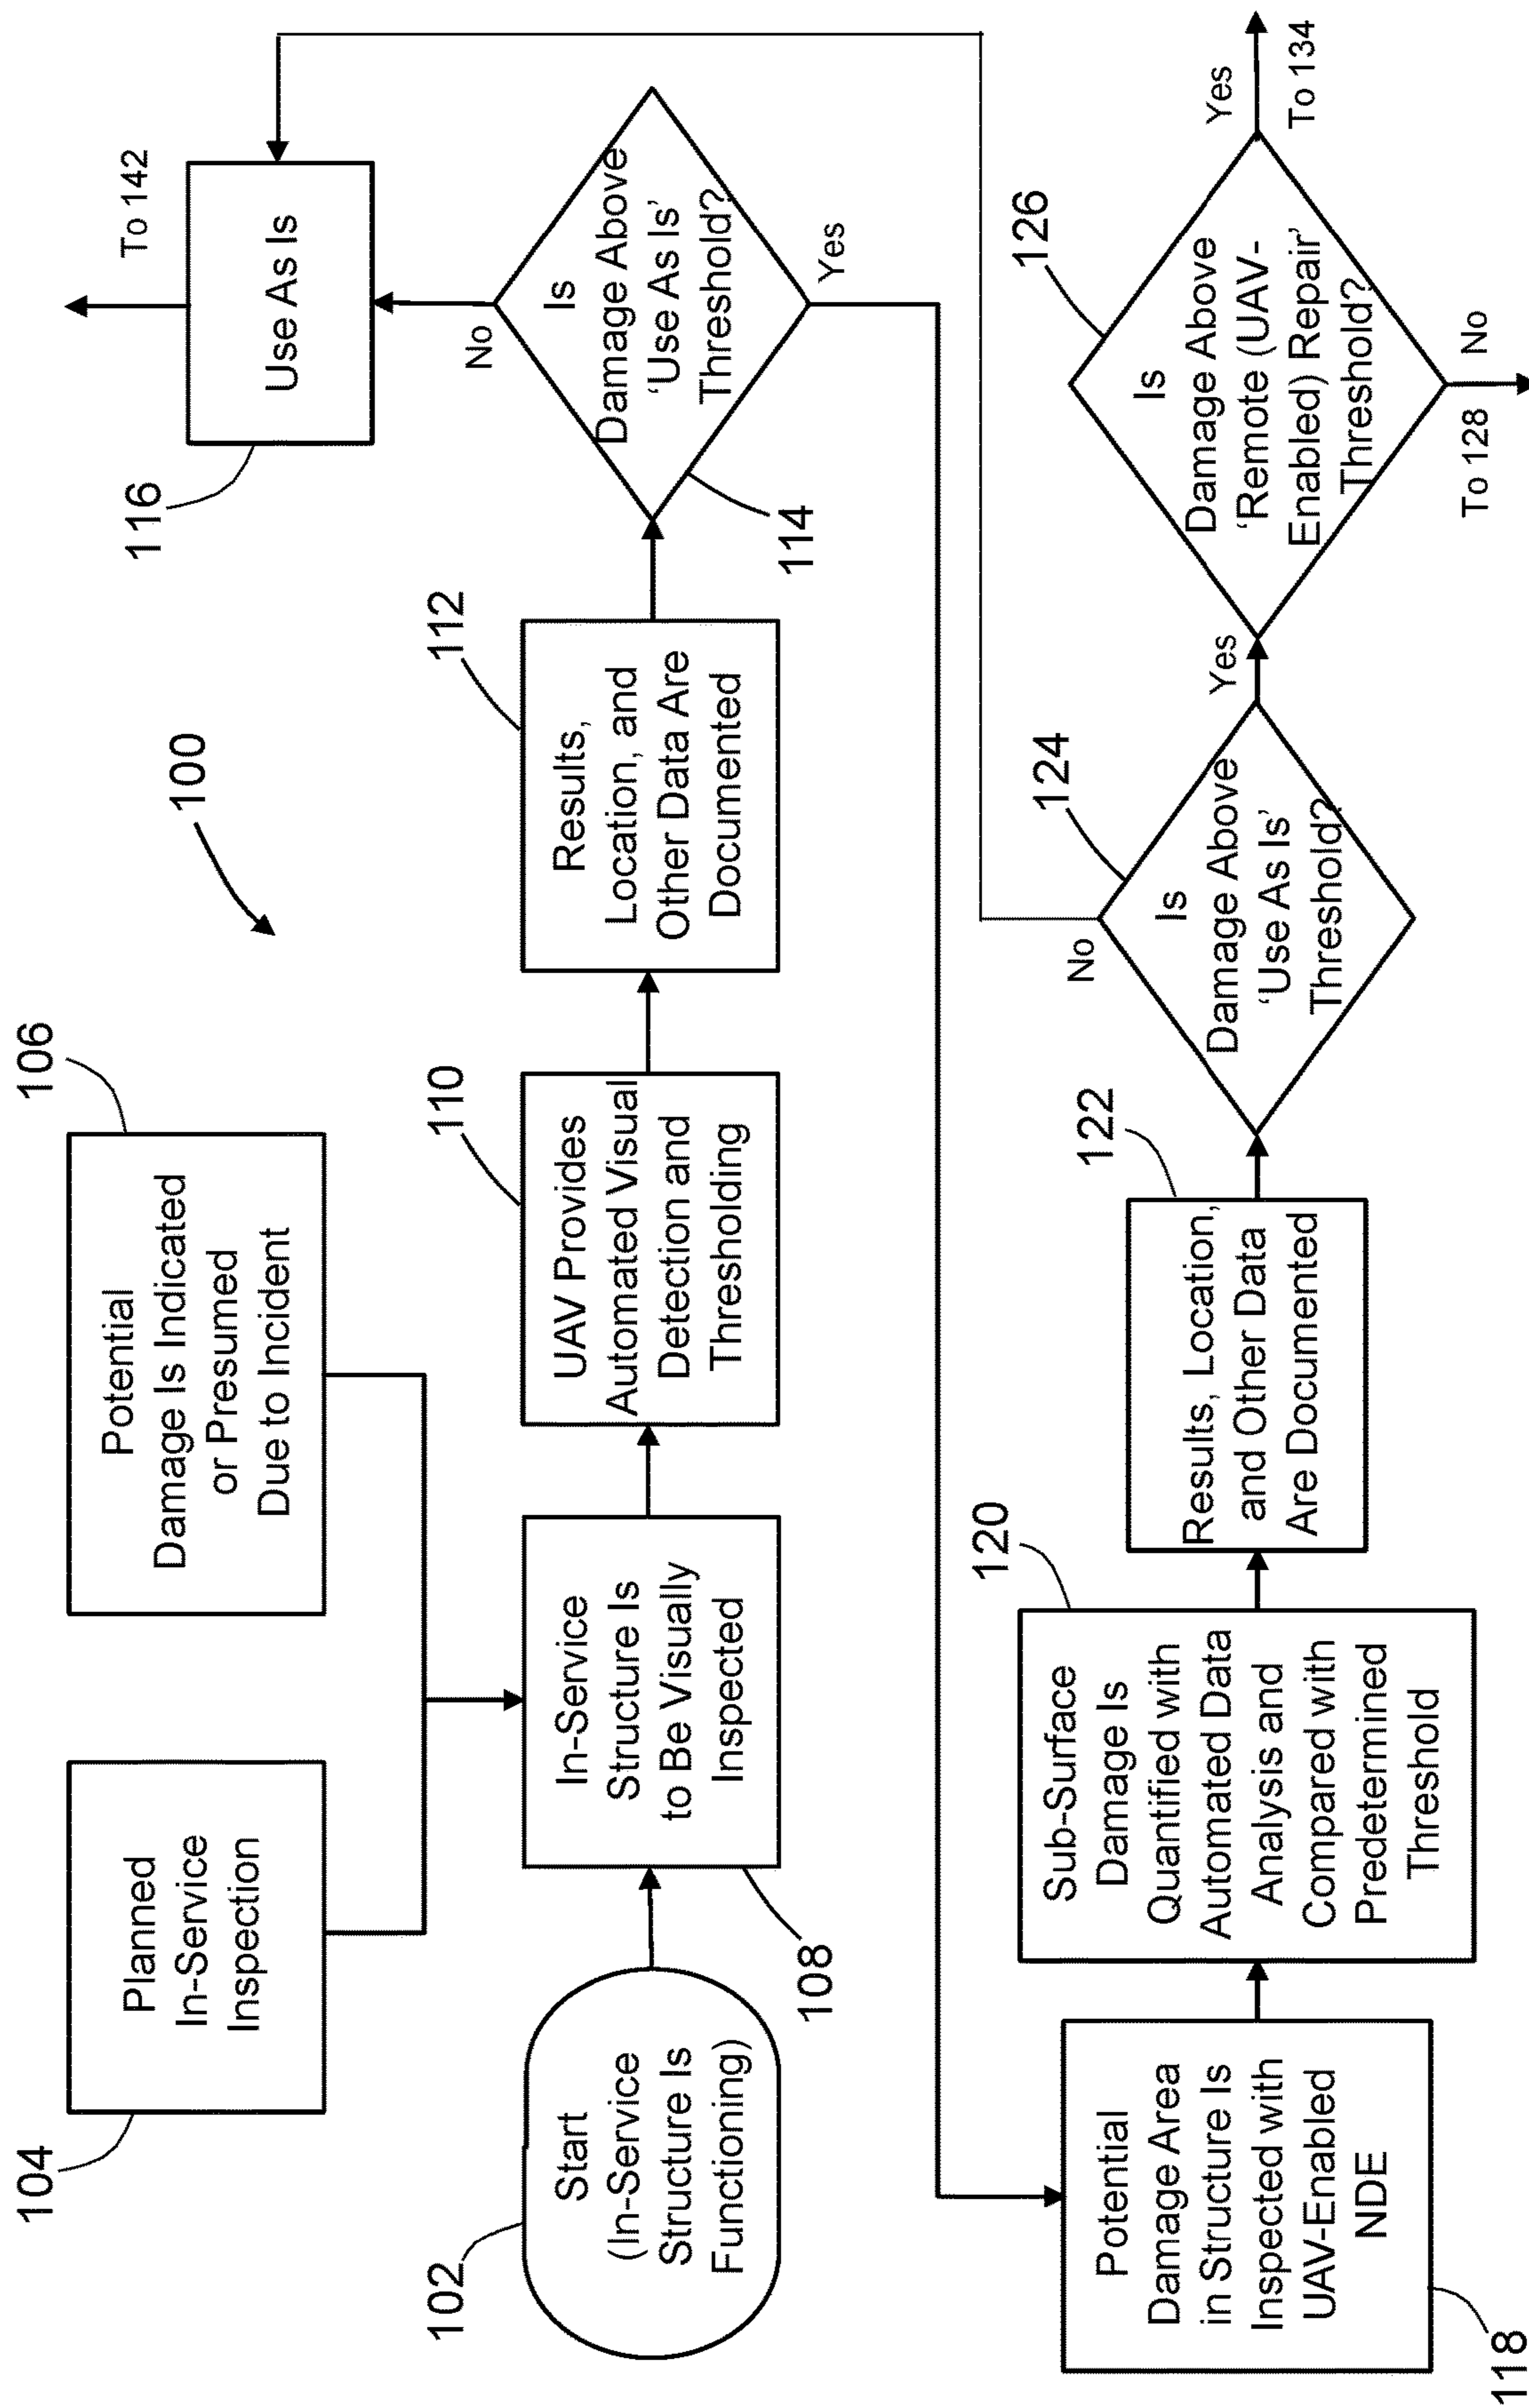 100
104
Planned
In-Service
Inspection
106
Potential
Damage Is Indicated
or Presumed
Due to Incident
102
Start
(In-Service
Structure Is
Functioning)
108
In-Service
Structure Is
to Be Visually
Inspected
110
UAV Provides
Automated Visual
Detection and
Thresholding
112
Results,
Location, and
Other Data Are
Documented
114
Is
Damage Above
‘Use As Is’
Threshold?
No
Yes
116
Use As Is
To 142
118
Potential
Damage Area
in Structure Is
Inspected with
UAV-Enabled
NDE
120
Sub-Surface
Damage Is
Quantified with
Automated Data
Analysis and
Compared with
Predetermined
Threshold
122
Results, Location,
and Other Data
Are Documented
124
Is
Damage Above
‘Use As Is’
Threshold?
No
Yes
126
Is
Damage Above
‘Remote (UAV-
Enabled) Repair’
Threshold?
Yes
To 134
No
To 128